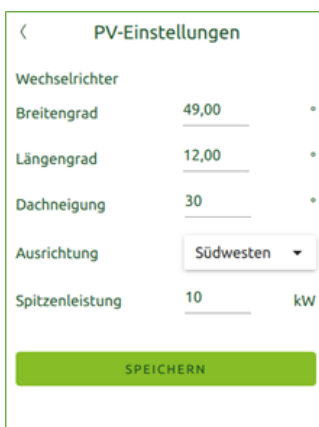 PV-Einstellungen
Wechselrichter
Breitengrad 49,00 °
Längengrad 12,00 °
Dachneigung 30 °
Ausrichtung Südwesten
Spitzenleistung 10 kW
SPEICHERN